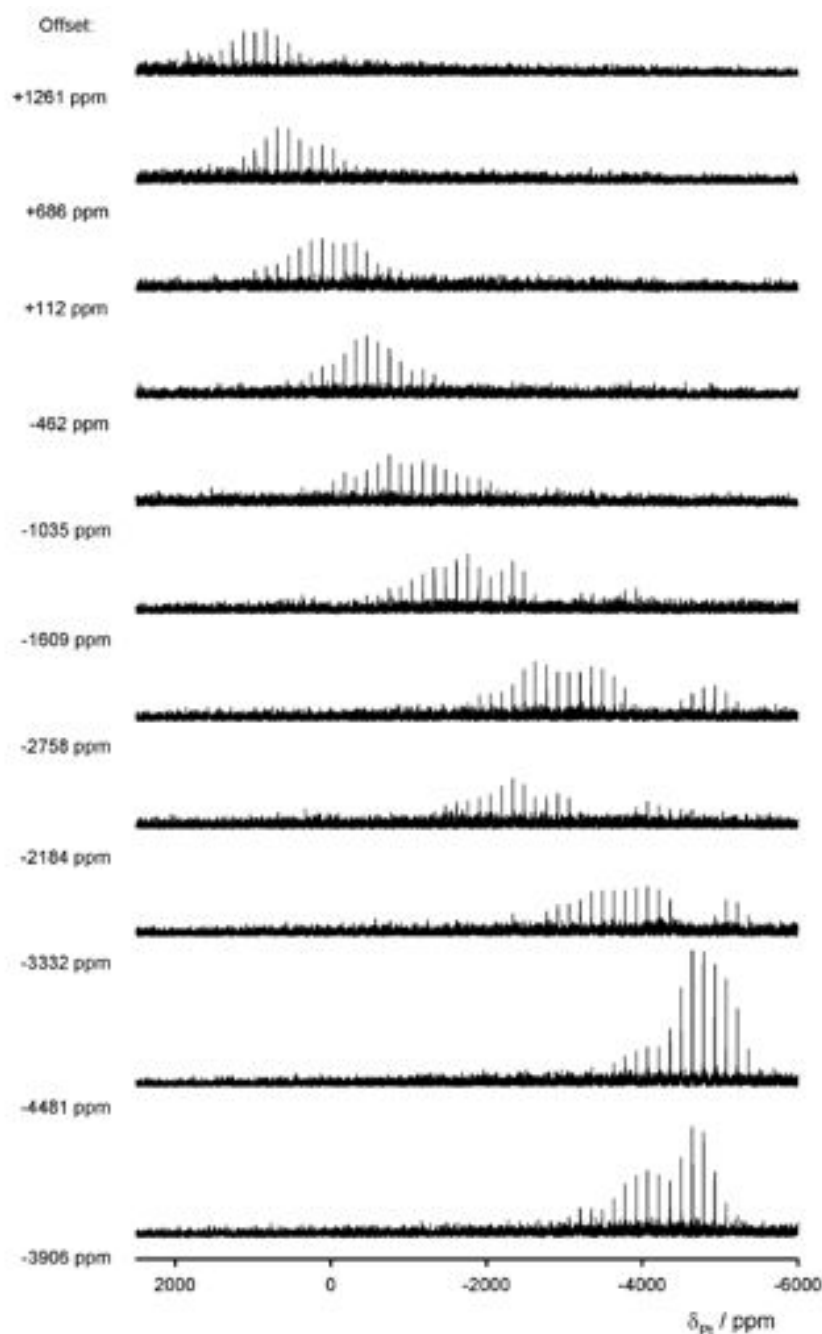 Offset:
+1261 ppm
+686 ppm
+112 ppm
-462 ppm
-1035 ppm
-1609 ppm
-2758 ppm
-2184 ppm
-3332 ppm
-4481 ppm
-3906 ppm
2000 0 -2000 -4000 -6000
δPt / ppm